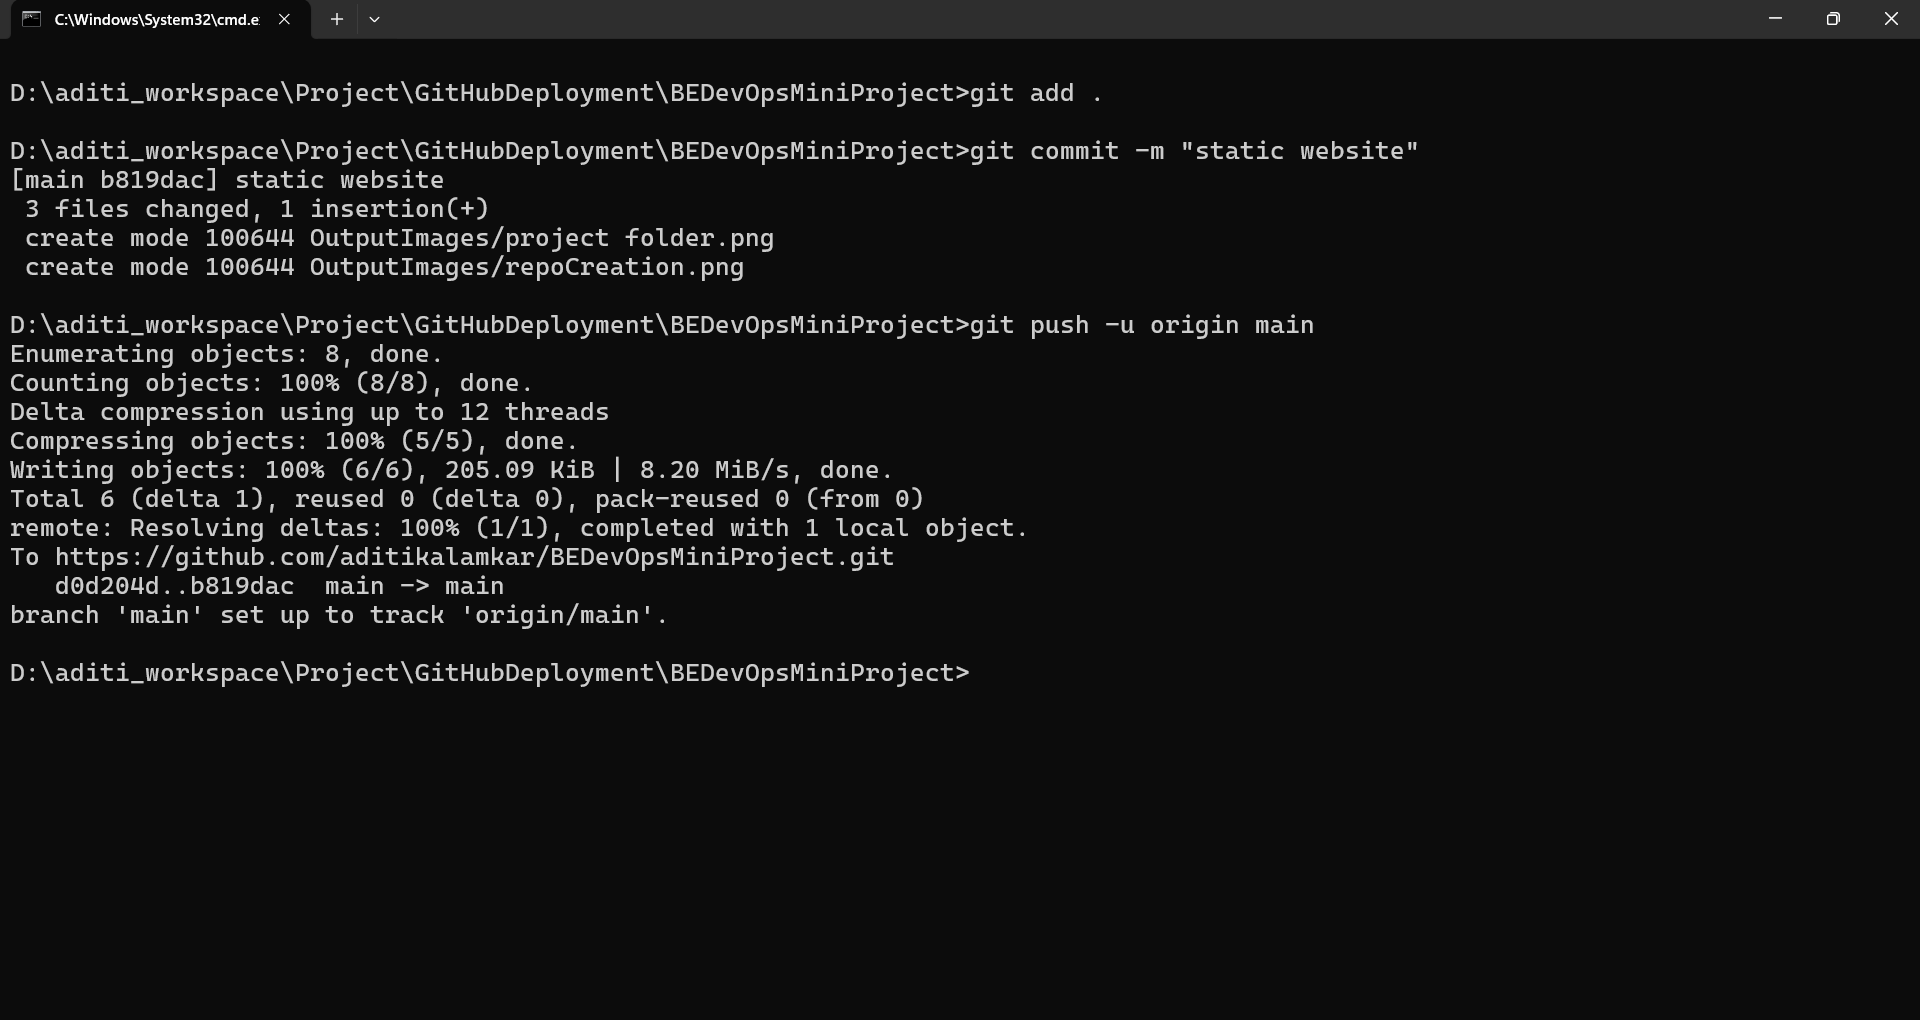 C:\Windows\System32\cmd.e
D:\aditi_workspace\Project\GitHubDeployment\BEDevOpsMiniProject>git add .
D:\aditi_workspace\Project\GitHubDeployment\BEDevOpsMiniProject>git commit -m "static website"
[main b819dac] static website
 3 files changed, 1 insertion(+)
 create mode 100644 OutputImages/project folder.png
 create mode 100644 OutputImages/repoCreation.png
D:\aditi_workspace\Project\GitHubDeployment\BEDevOpsMiniProject>git push -u origin main
Enumerating objects: 8, done.
Counting objects: 100% (8/8), done.
Delta compression using up to 12 threads
Compressing objects: 100% (5/5), done.
Writing objects: 100% (6/6), 205.09 KiB | 8.20 MiB/s, done.
Total 6 (delta 1), reused 0 (delta 0), pack-reused 0 (from 0)
remote: Resolving deltas: 100% (1/1), completed with 1 local object.
To https://github.com/aditikalamkar/BEDevOpsMiniProject.git
   d0d204d..b819dac  main -> main
branch 'main' set up to track 'origin/main'.
D:\aditi_workspace\Project\GitHubDeployment\BEDevOpsMiniProject>